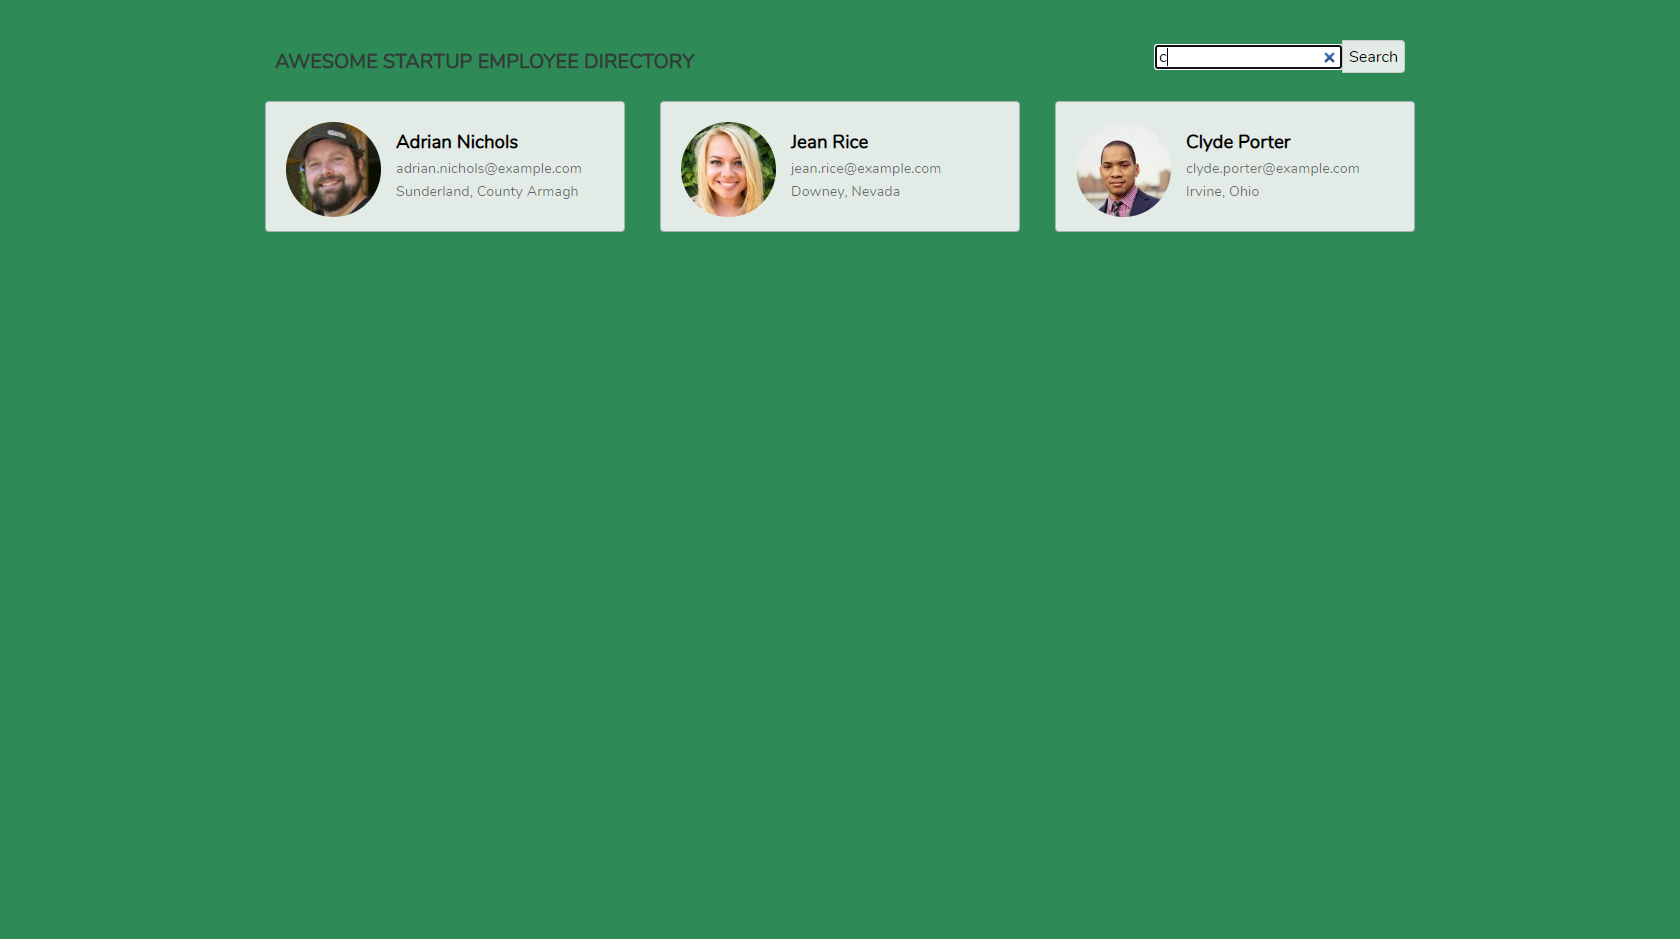 AWESOME STARTUP EMPLOYEE DIRECTORY
c
Search
Adrian Nichols
adrian.nichols@example.com
Sunderland, County Armagh
Jean Rice
jean.rice@example.com
Downey, Nevada
Clyde Porter
clyde.porter@example.com
Irvine, Ohio